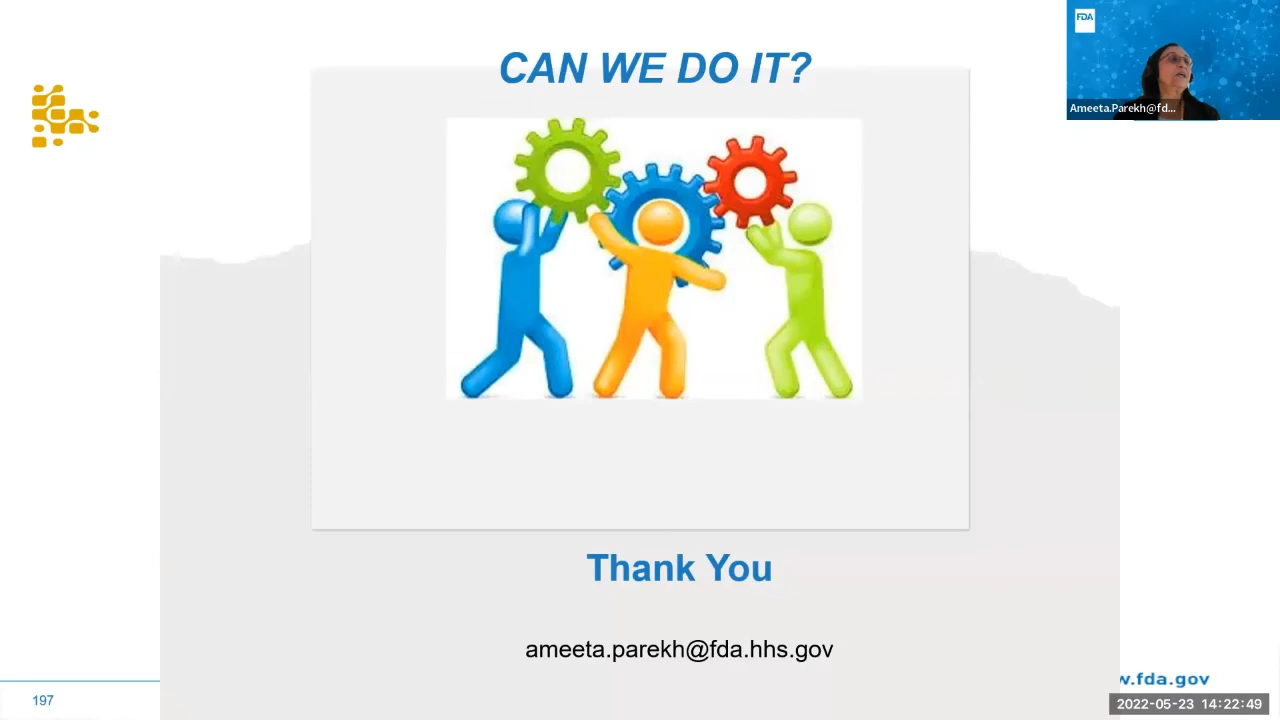 CAN WE DO IT?
FDA
Ameeta.Parekh@fd...
Thank You
ameeta.parekh@fda.hhs.gov
w.fda.gov
197
2022-05-23 14:22:49